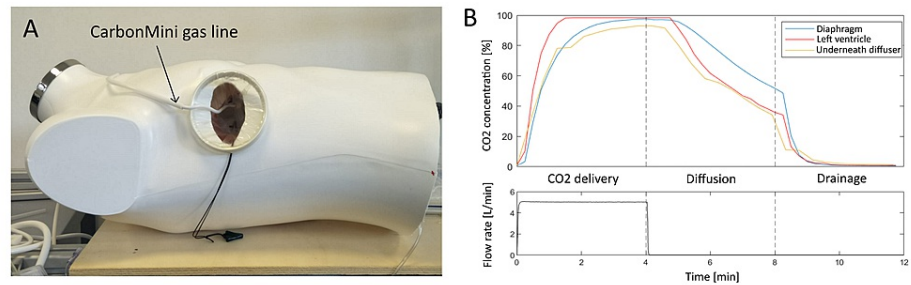 A
CarbonMini gas line
B
CO2 concentration [%]
100
80
60
40
20
0
Diaphragm
Left ventricle
Underneath diffuser
CO2 delivery
Diffusion
Drainage
Flow rate [L/min]
6
4
2
0
0
2
4
6
8
10
12
Time [min]